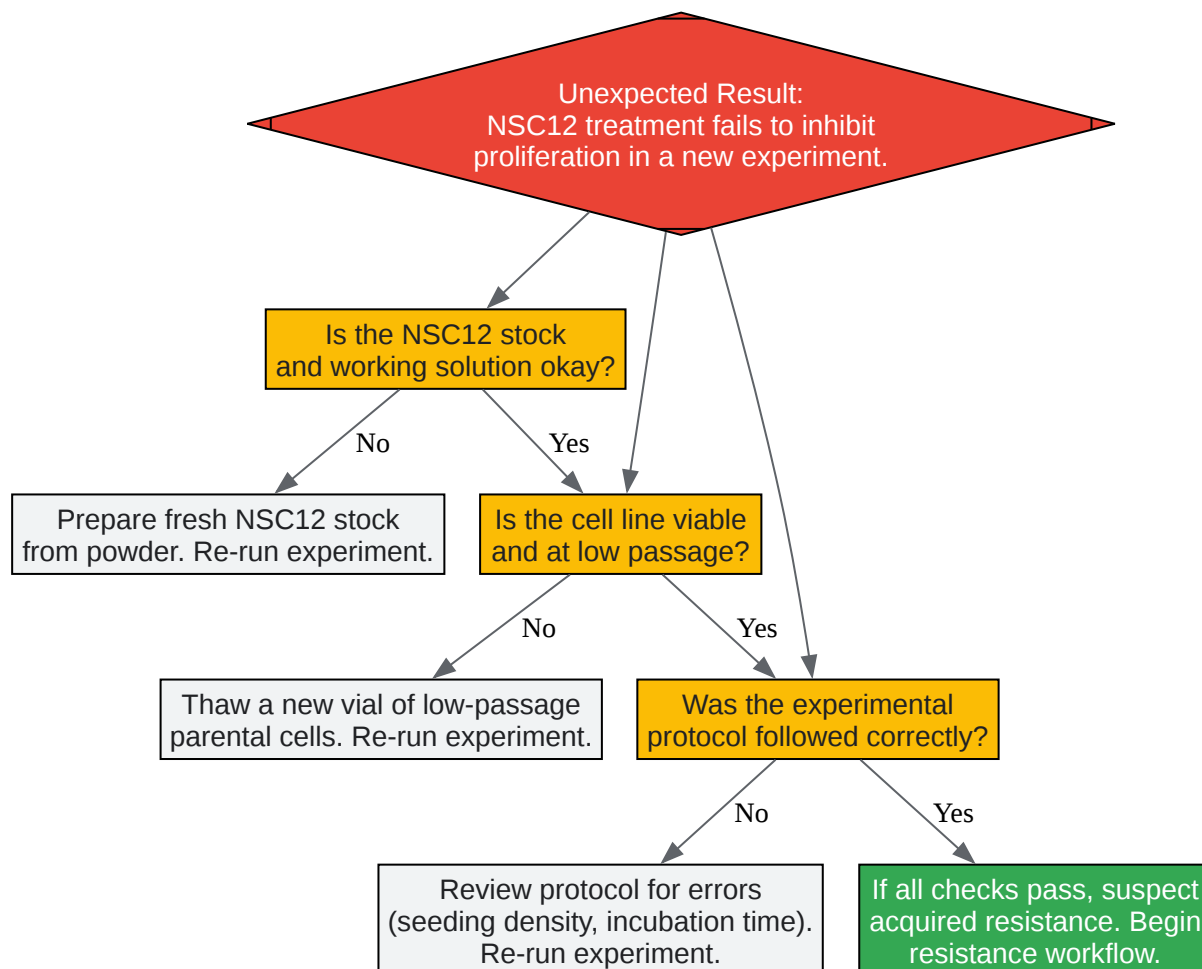 Unexpected Result:
NSC12 treatment fails to inhibit
proliferation in a new experiment.
Is the NSC12 stock
and working solution okay?
No
Yes
Prepare fresh NSC12 stock
from powder. Re-run experiment.
Is the cell line viable
and at low passage?
No
Yes
Thaw a new vial of low-passage
parental cells. Re-run experiment.
Was the experimental
protocol followed correctly?
No
Yes
Review protocol for errors
(seeding density, incubation time).
Re-run experiment.
If all checks pass, suspect
acquired resistance. Begin
resistance workflow.